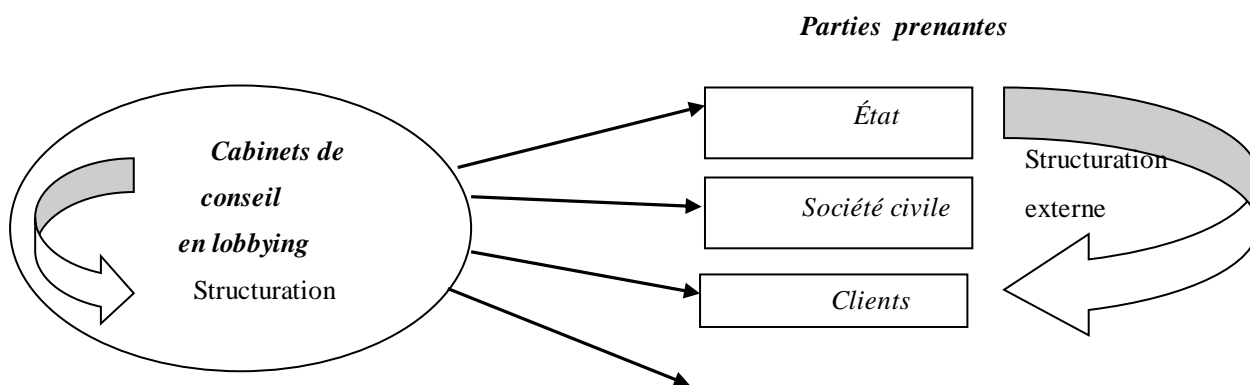 Parties prenantes
Cabinets de
conseil
en lobbying
Structuration
État
Société civile
Clients
Structuration
externe